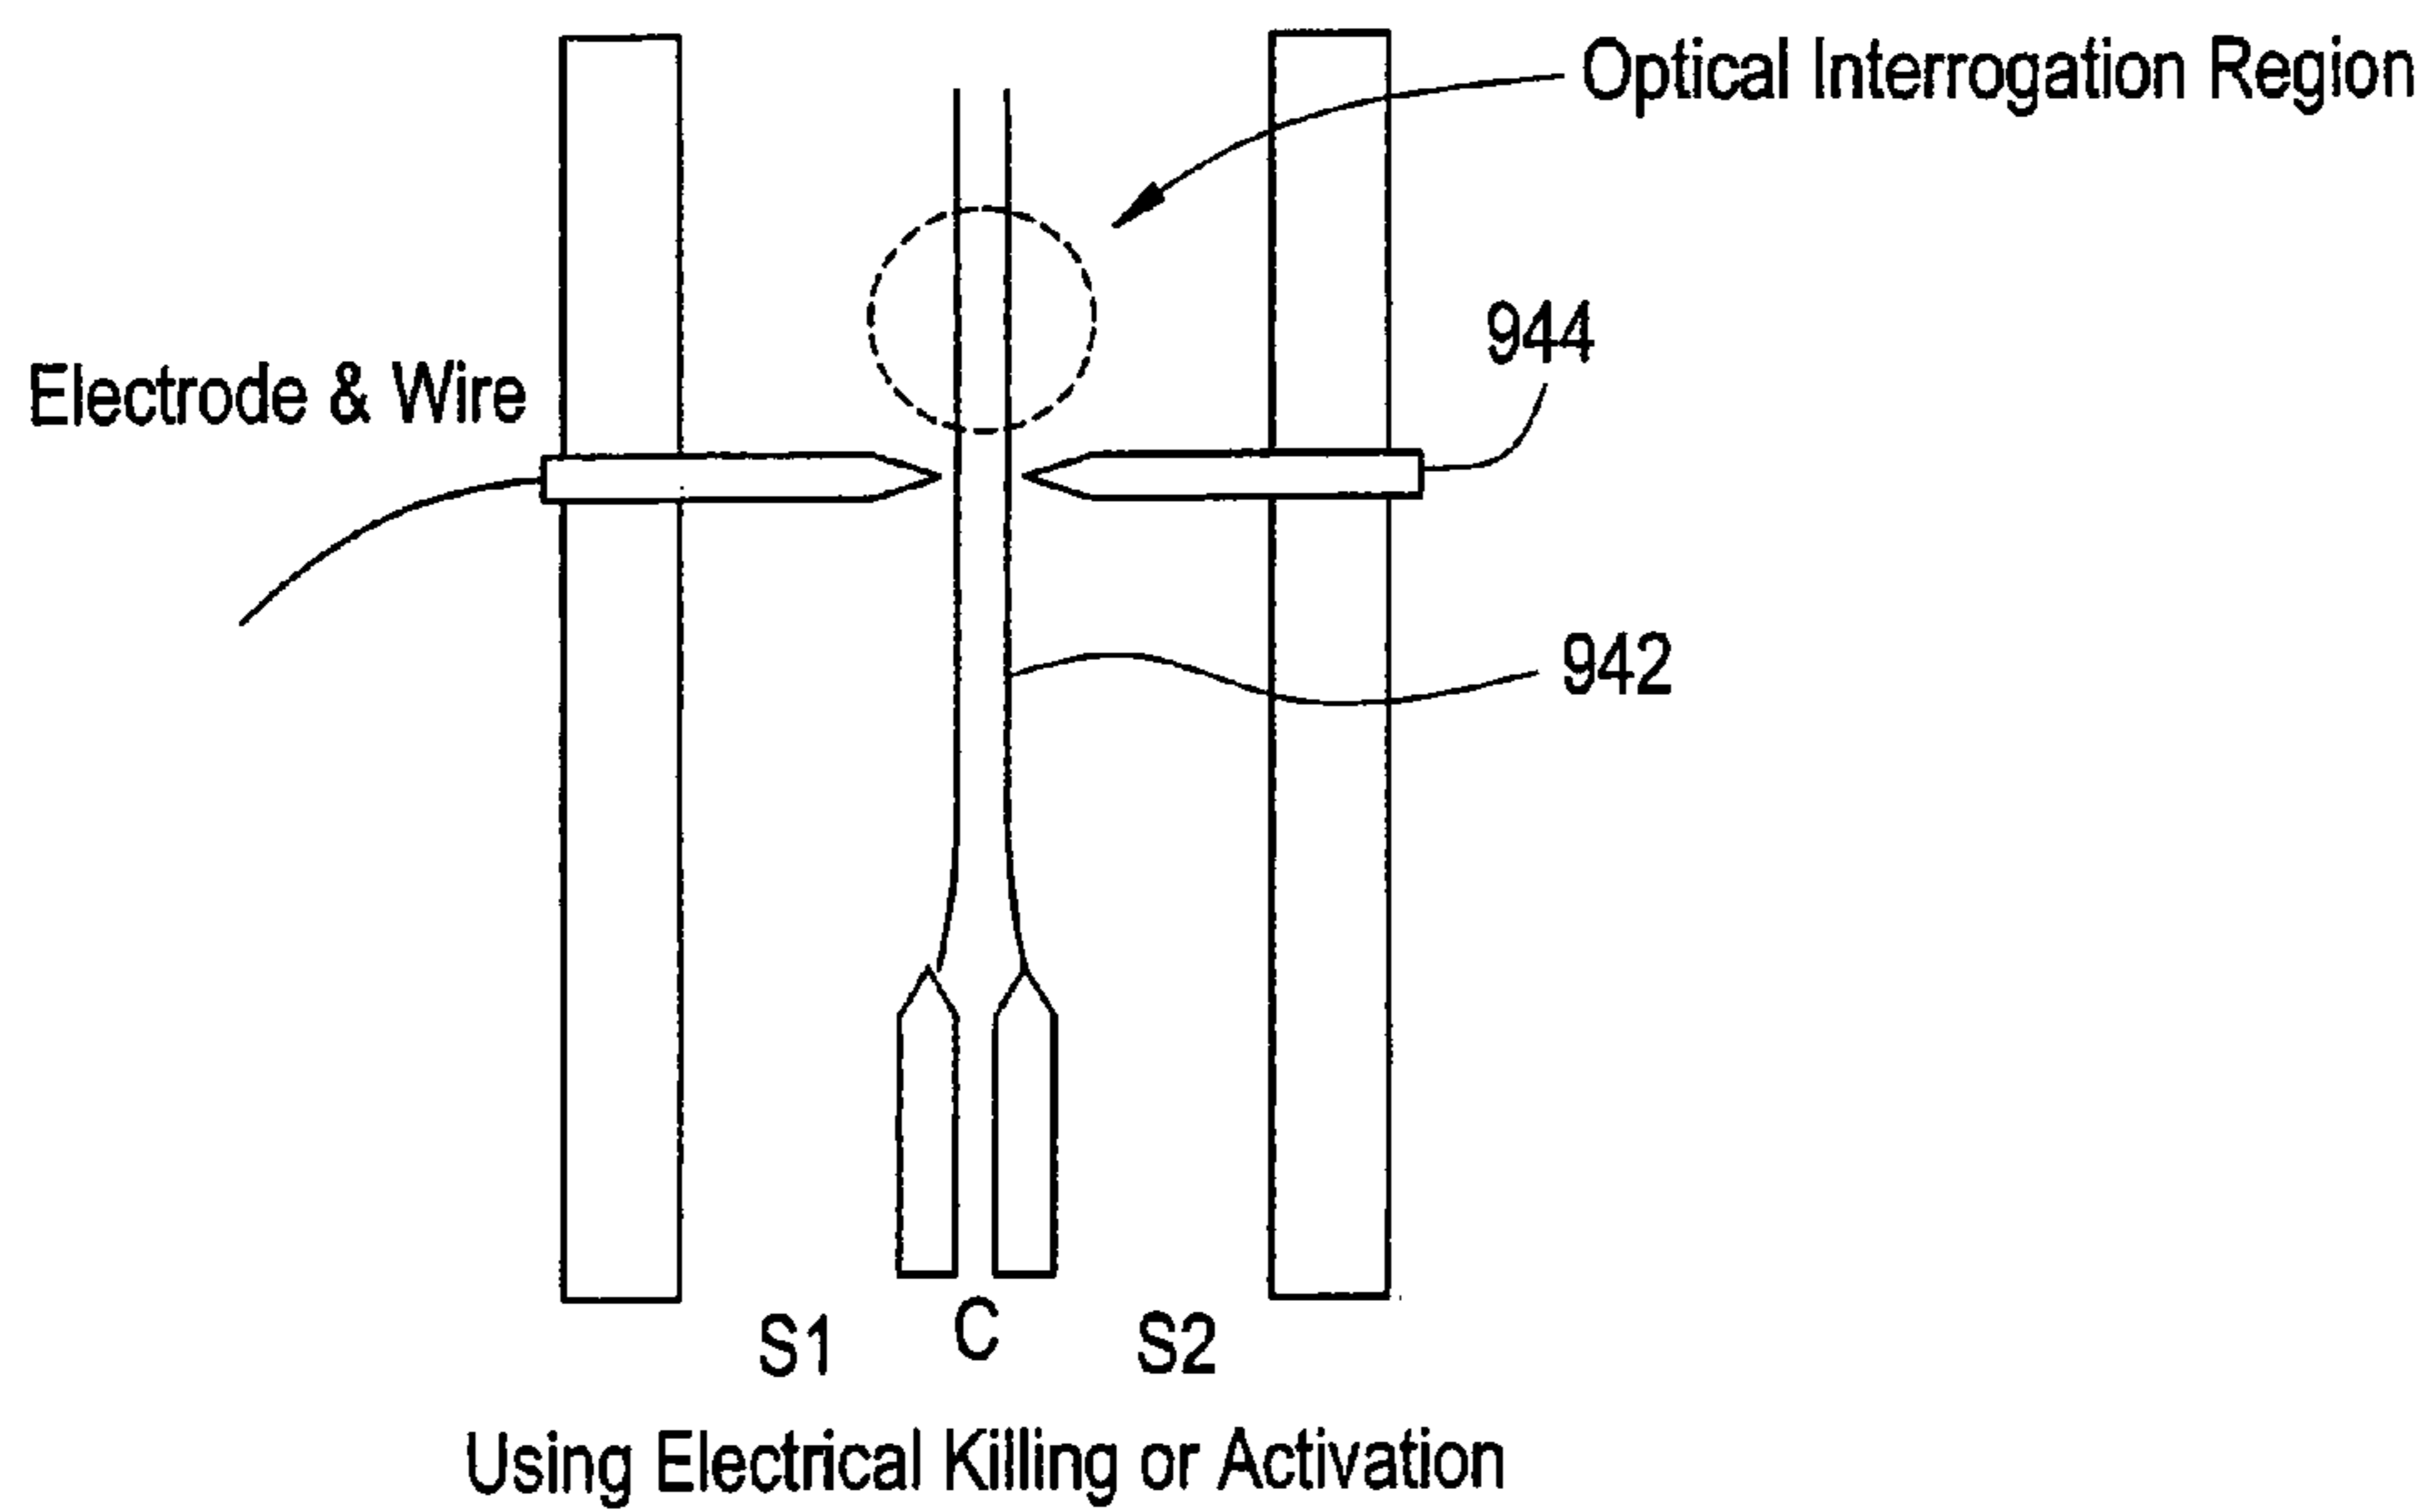 Optical Interrogation Region
944
Electrode & Wire
942
S1 C S2
Using Electrical Killing or Activation